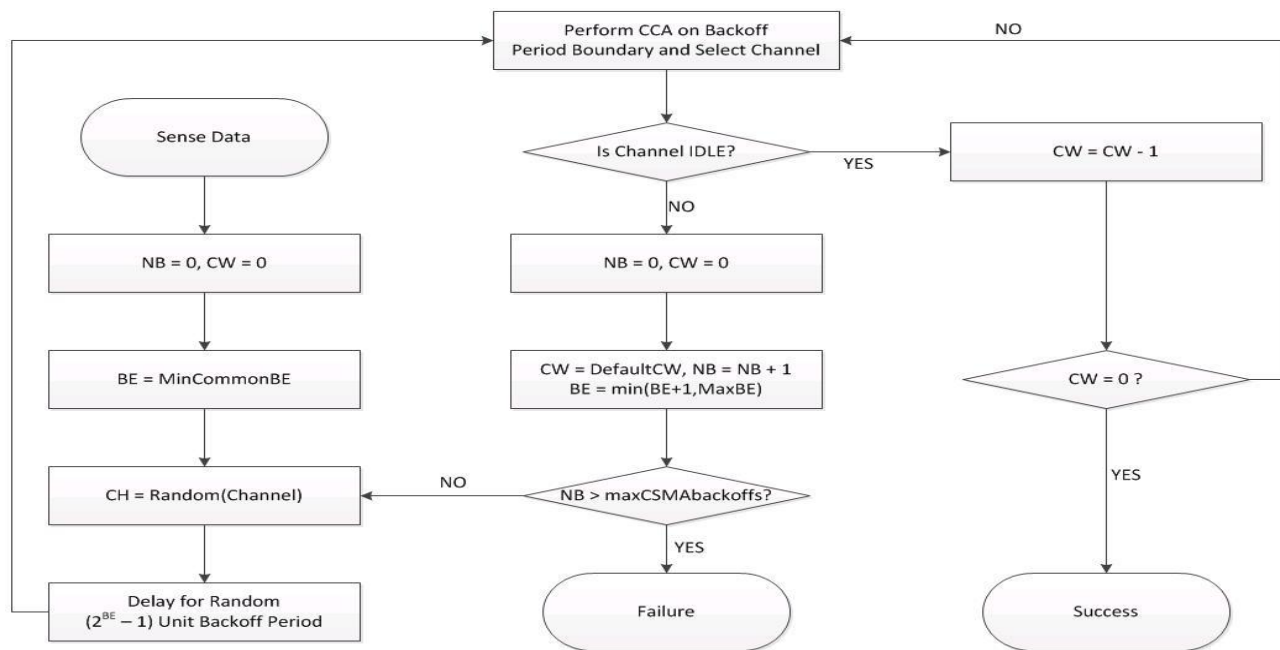 Perform CCA on Backoff
Period Boundary and Select Channel
NO
Sense Data
Is Channel IDLE?
YES
CW = CW - 1
NO
NB = 0, CW = 0
NB = 0, CW = 0
BE = MinCommonBE
CW = DefaultCW, NB = NB + 1
BE = min(BE+1,MaxBE)
CW = 0 ?
CH = Random(Channel)
NO
NB > maxCSMAbackoffs?
YES
YES
Delay for Random
(2^BE – 1) Unit Backoff Period
Failure
Success